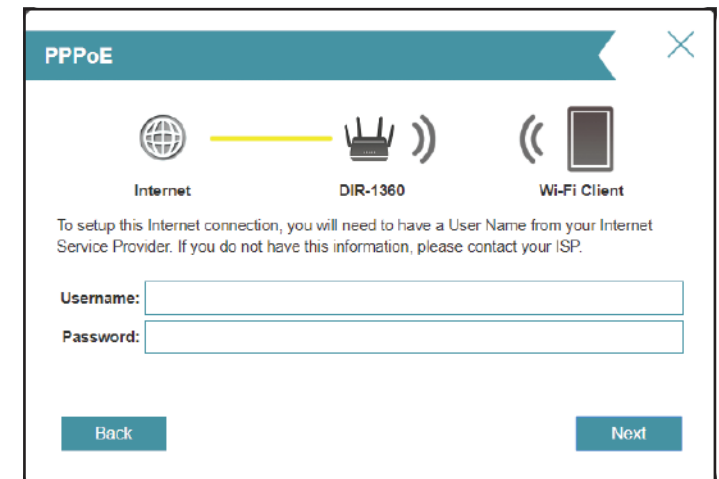 PPPoE
Internet
DIR-1360
Wi-Fi Client
To setup this Internet connection, you will need to have a User Name from your Internet
Service Provider. If you do not have this information, please contact your ISP.
Username:
Password:
Back
Next